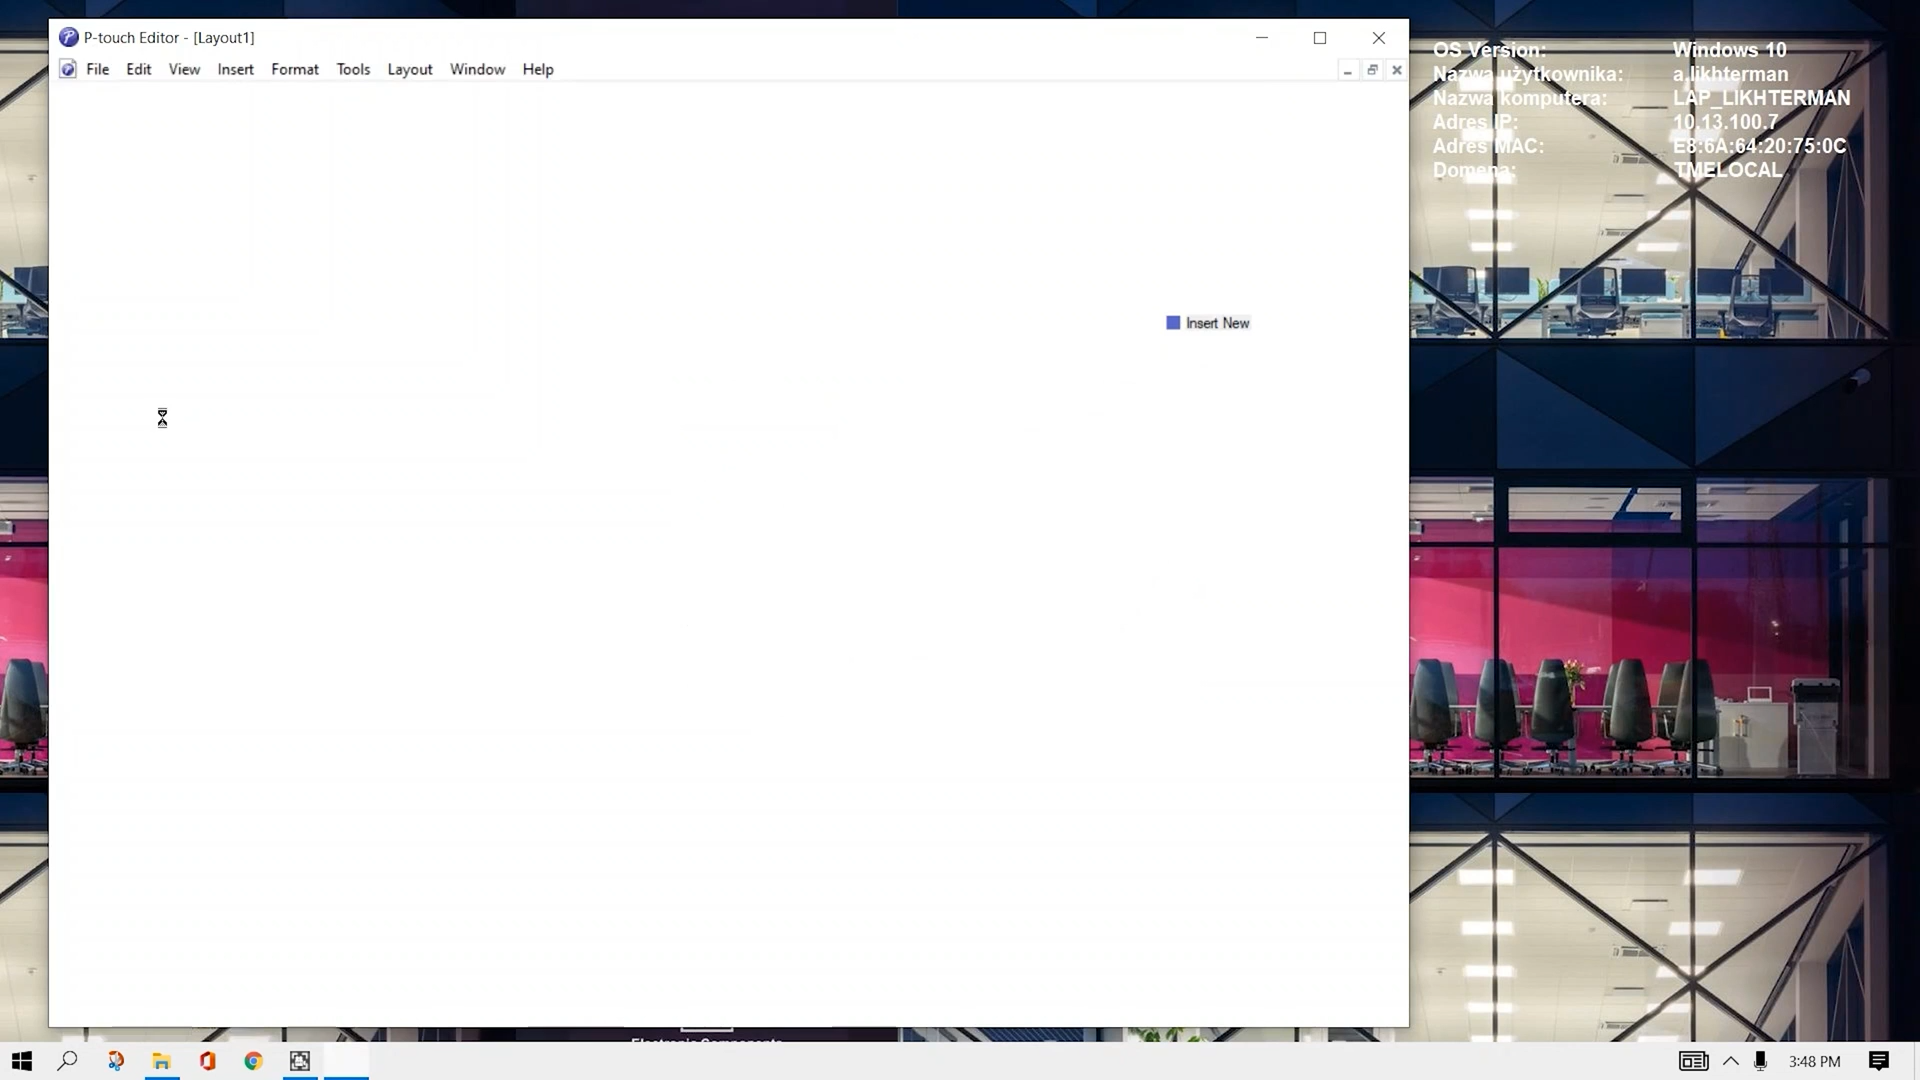 P-touch Editor - [Layout1]
File Edit View Insert Format Tools Layout Window Help
Insert New
OS Version: Windows 10
Nazwa użytkownika: a.likhterman
Nazwa komputera: LAP_LIKHTERMAN
Adres IP: 10.13.100.7
Adres MAC: E8:6A:64:20:75:0C
Domena: TMELOCAL
Electronic Components
3:48 PM